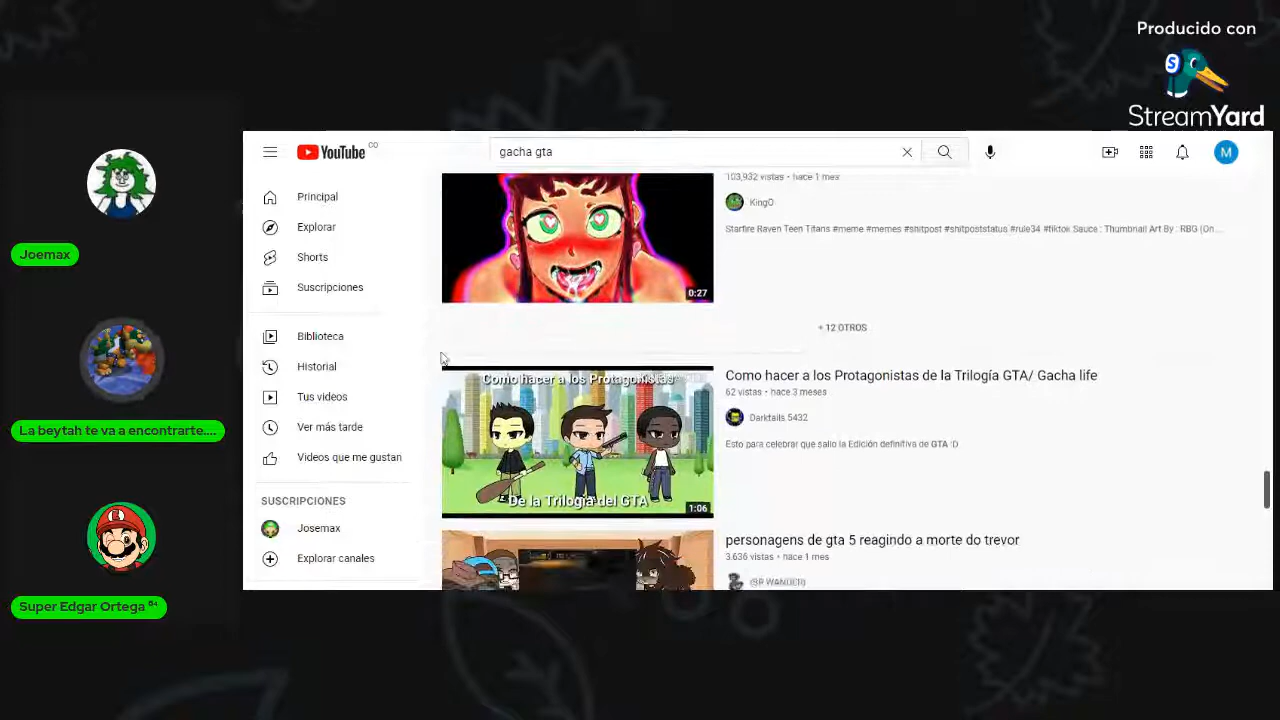 Producido con
StreamYard
YouTube CO
gacha gta
M
Principal
Explorar
Shorts
Suscripciones
Biblioteca
Historial
Tus videos
Ver más tarde
Videos que me gustan
SUSCRIPCIONES
Josemax
Explorar canales
103,932 vistas • hace 1 mes
KingO
Starfire Raven Teen Titans #meme #memes #shitpost #shitpoststatus #rule34 #tiktok Sauce : Thumbnail Art By : RBG (On...
0:27
+ 12 OTROS
Como hacer a los Protagonistas
De la Trilogía del GTA
1:06
Como hacer a los Protagonistas de la Trilogía GTA/ Gacha life
62 vistas • hace 3 meses
Darktails 5432
Esto para celebrar que salio la Edición definitiva de GTA :D
personagens de gta 5 reagindo a morte do trevor
3.636 vistas • hace 1 mes
Joemax
La beytah te va a encontrarte....
Super Edgar Ortega ⁶⁴